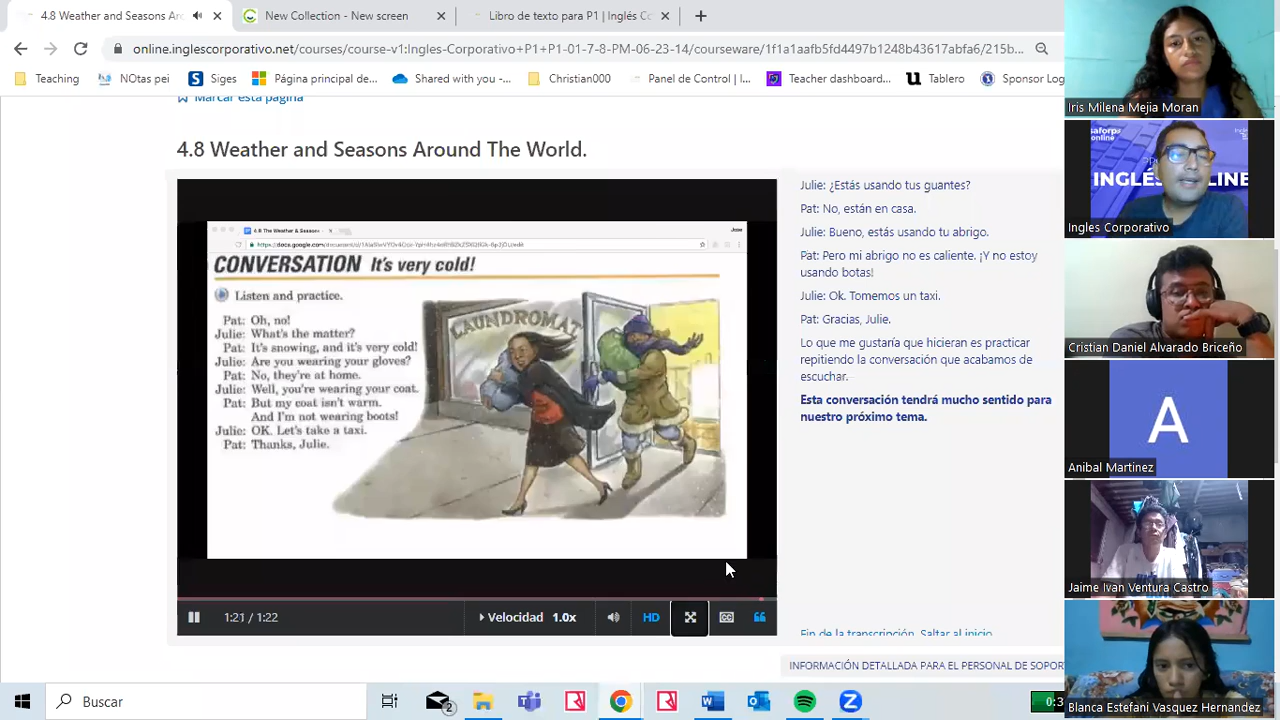 4.8 Weather and Seasons Aro
New Collection - New screen
Libro de texto para P1 | Inglés Co
online.inglescorporativo.net/courses/course-v1:Ingles-Corporativo+P1+P1-01-7-8-PM-06-23-14/courseware/1f1a1aafb5fd4497b1248b43617abfa6/215b...
Teaching
NOtas pei
Siges
Página principal de...
Shared with you -...
Christian000
Panel de Control | I...
Teacher dashboard...
Tablero
Sponsor Log
Marcar esta página
4.8 Weather and Seasons Around The World.
4.8 The Weather & Seasons
CONVERSATION It's very cold!
Listen and practice.
Pat: Oh, no!
Julie: What's the matter?
Pat: It's snowing, and it's very cold!
Julie: Are you wearing your gloves?
Pat: No, they're at home.
Julie: Well, you're wearing your coat.
Pat: But my coat isn't warm.
And I'm not wearing boots!
Julie: OK. Let's take a taxi.
Pat: Thanks, Julie.
LAUNDROMAT
1:21 / 1:22
Velocidad 1.0x
HD
Julie: ¿Estás usando tus guantes?
Pat: No, están en casa.
Julie: Bueno, estás usando tu abrigo.
Pat: Pero mi abrigo no es caliente. ¡Y no estoy
usando botas!
Julie: Ok. Tomemos un taxi.
Pat: Gracias, Julie.
Lo que me gustaría que hicieran es practicar
repitiendo la conversación que acabamos de
escuchar.
Esta conversación tendrá mucho sentido para
nuestro próximo tema.
Fin de la transcripción. Saltar al inicio.
INFORMACIÓN DETALLADA PARA EL PERSONAL DE SOPOR
Buscar
2
Iris Milena Mejia Moran
INGLÉS
LINE
Ingles Corporativo
Cristian Daniel Alvarado Briceño
A
Anibal Martinez
Jaime Ivan Ventura Castro
Blanca Estefani Vasquez Hernandez